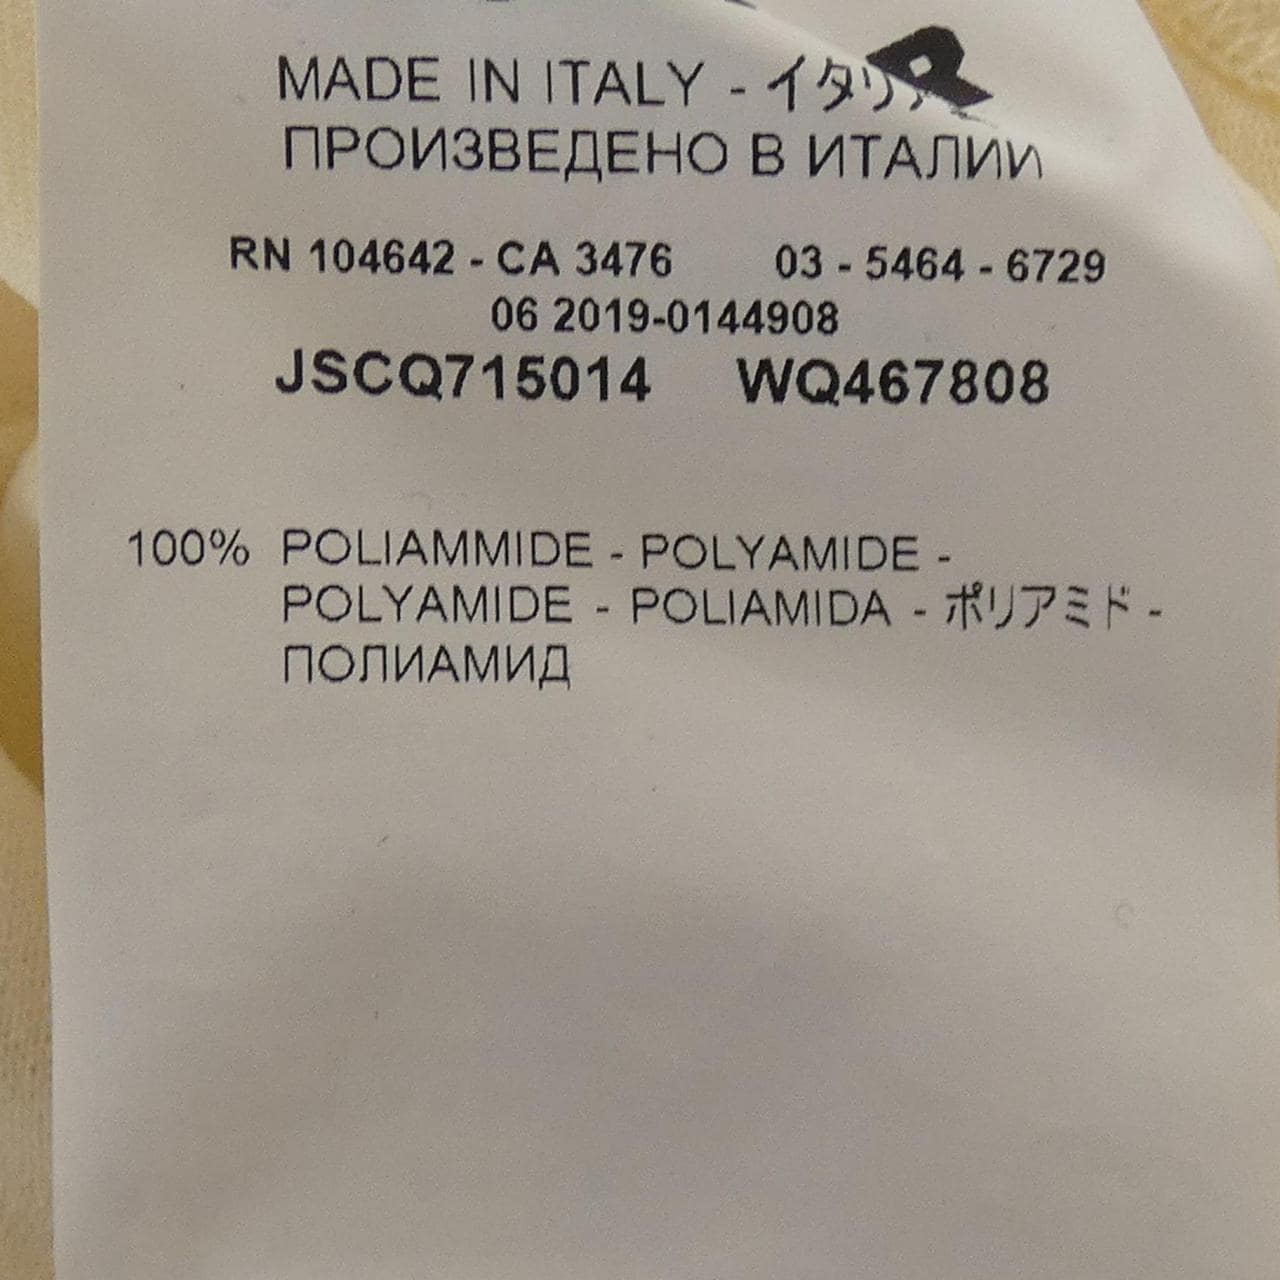 MADE IN ITALY - イタリア
ПРОИЗВЕДЕНО В ИТАЛИИ
RN 104642 - CA 3476 03 - 5464 - 6729
06 2019-0144908
JSCQ715014 WQ467808
100% POLIAMMIDE - POLYAMIDE -
POLYAMIDE - POLIAMIDA - ポリアミド -
ПОЛИАМИД